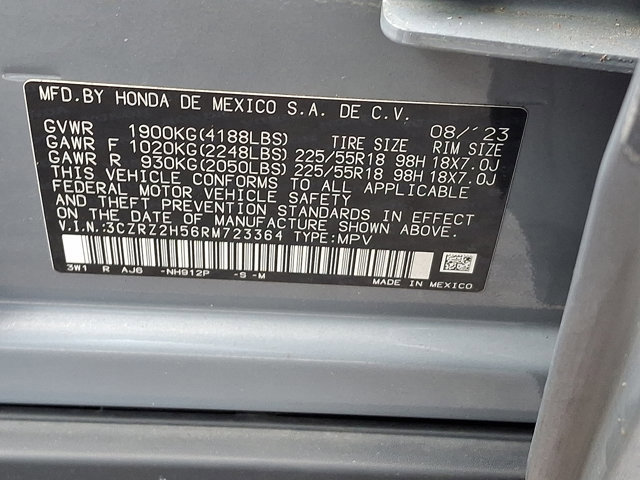 MFD.BY HONDA DE MEXICO S.A. DE C.V.
08/'23
GVWR 1900KG(4188LBS) TIRE SIZE RIM SIZE
GAWR F 1020KG(2248LBS) 225/55R18 98H 18X7.0J
GAWR R 930KG(2050LBS) 225/55R18 98H 18X7.0J
THIS VEHICLE CONFORMS TO ALL APPLICABLE
FEDERAL MOTOR VEHICLE SAFETY
AND THEFT PREVENTION STANDARDS IN EFFECT
ON THE DATE OF MANUFACTURE SHOWN ABOVE.
V.I.N.:3CZRZ2H56RM723364 TYPE:MPV
3W1 R AJ6 -NH912P -S -M
MADE IN MEXICO